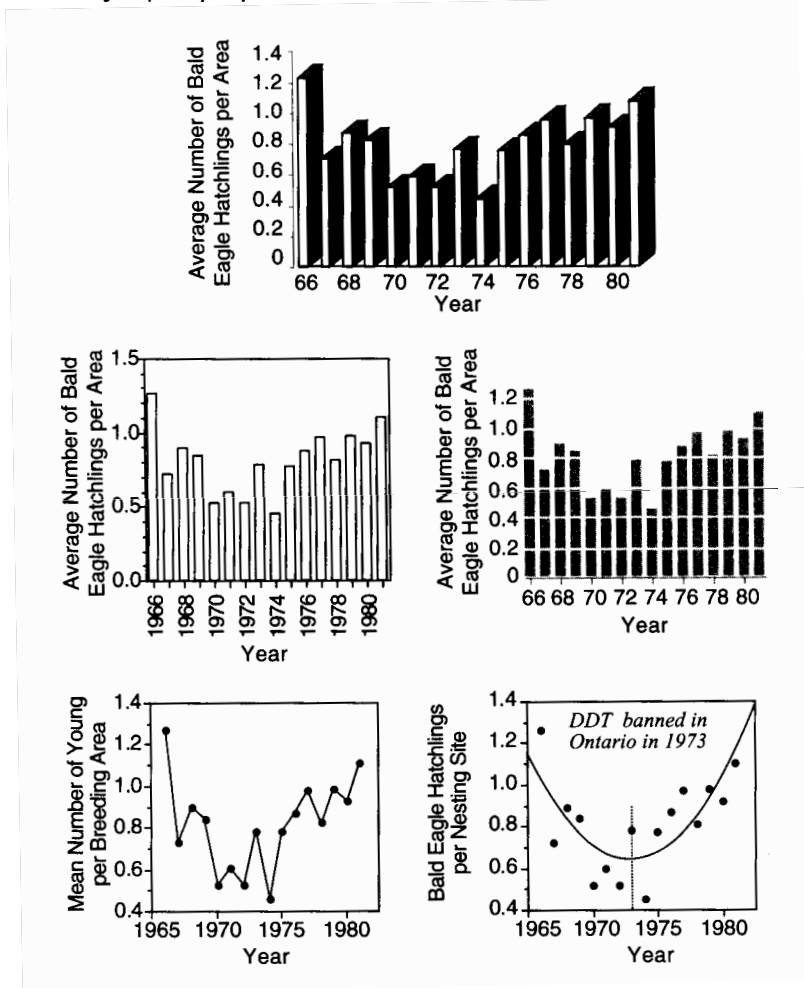 Average Number of Bald
Eagle Hatchlings per Area
1.4
1.2
1.0
0.8
0.6
0.4
0.2
0
66 68 70 72 74 76 78 80
Year
Average Number of Bald
Eagle Hatchlings per Area
1.5
1.0
0.5
0.0
1966 1968 1970 1972 1974 1976 1978 1980
Year
Average Number of Bald
Eagle Hatchlings per Area
1.2
1.0
0.8
0.6
0.4
0.2
0
66 68 70 72 74 76 78 80
Year
Mean Number of Young
per Breeding Area
1.4
1.2
1.0
0.8
0.6
0.4
1965 1970 1975 1980
Year
Bald Eagle Hatchlings
per Nesting Site
1.4
1.2
1.0
0.8
0.6
0.4
DDT banned in
Ontario in 1973
1965 1970 1975 1980
Year